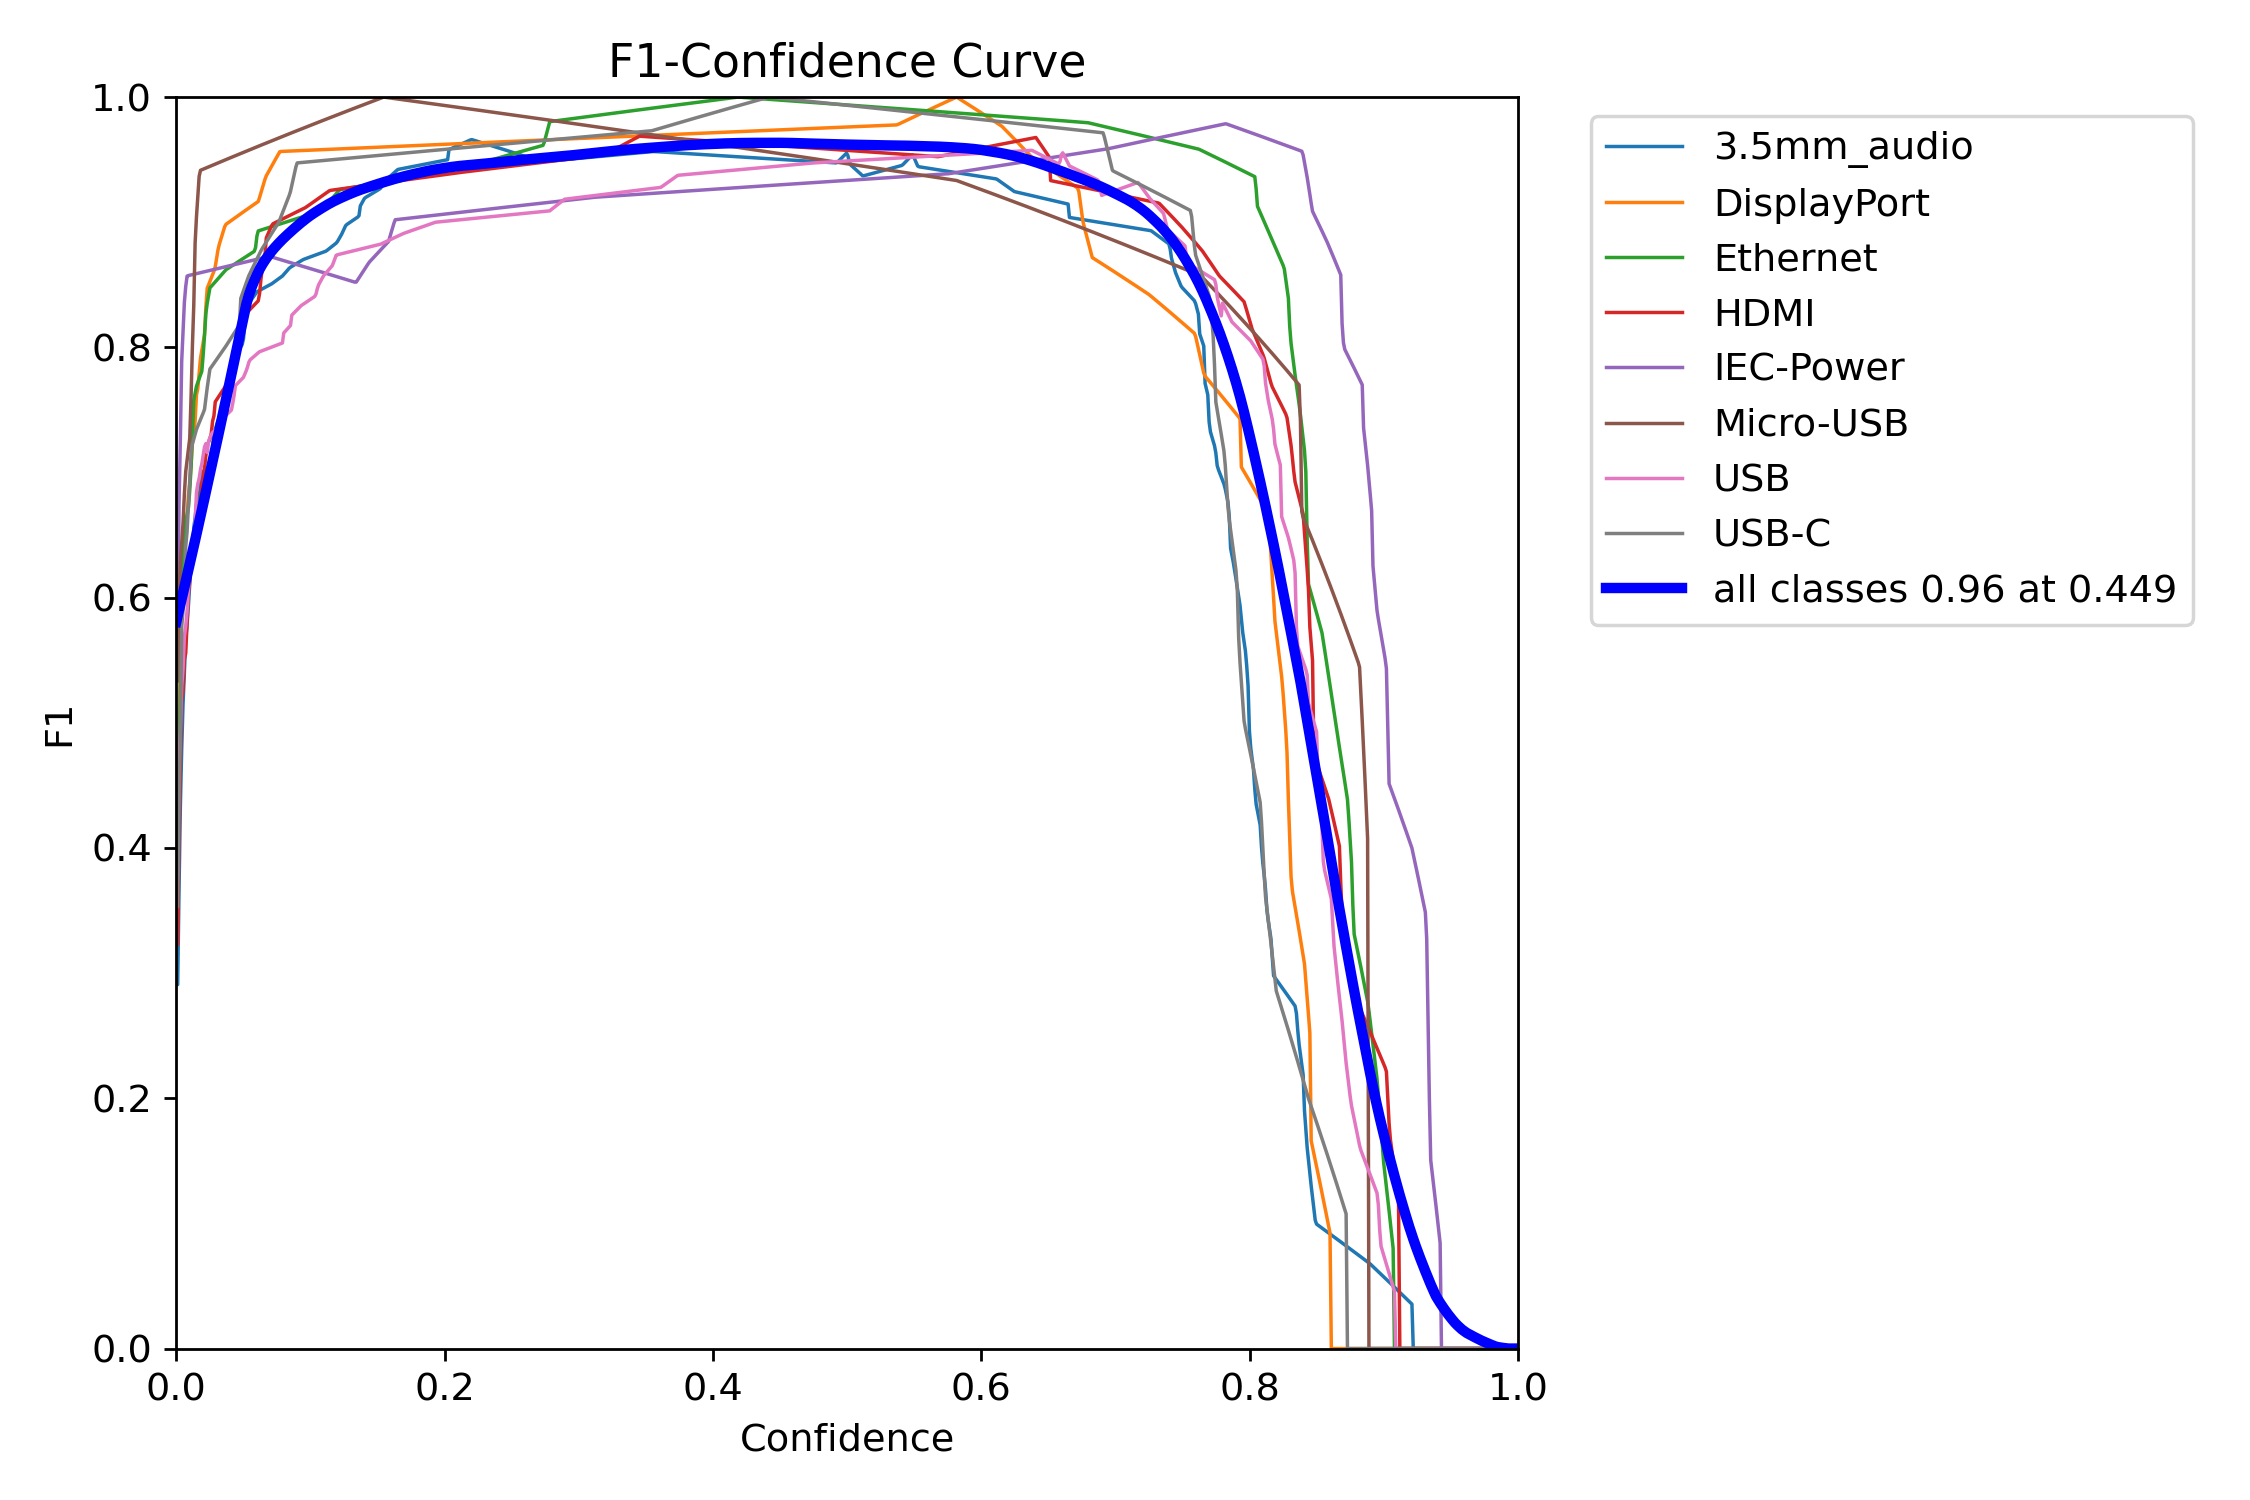 F1-Confidence Curve
1.0
0.8
0.6
0.4
0.2
0.0
F1
0.0 0.2 0.4 0.6 0.8 1.0
Confidence
3.5mm_audio
DisplayPort
Ethernet
HDMI
IEC-Power
Micro-USB
USB
USB-C
all classes 0.96 at 0.449